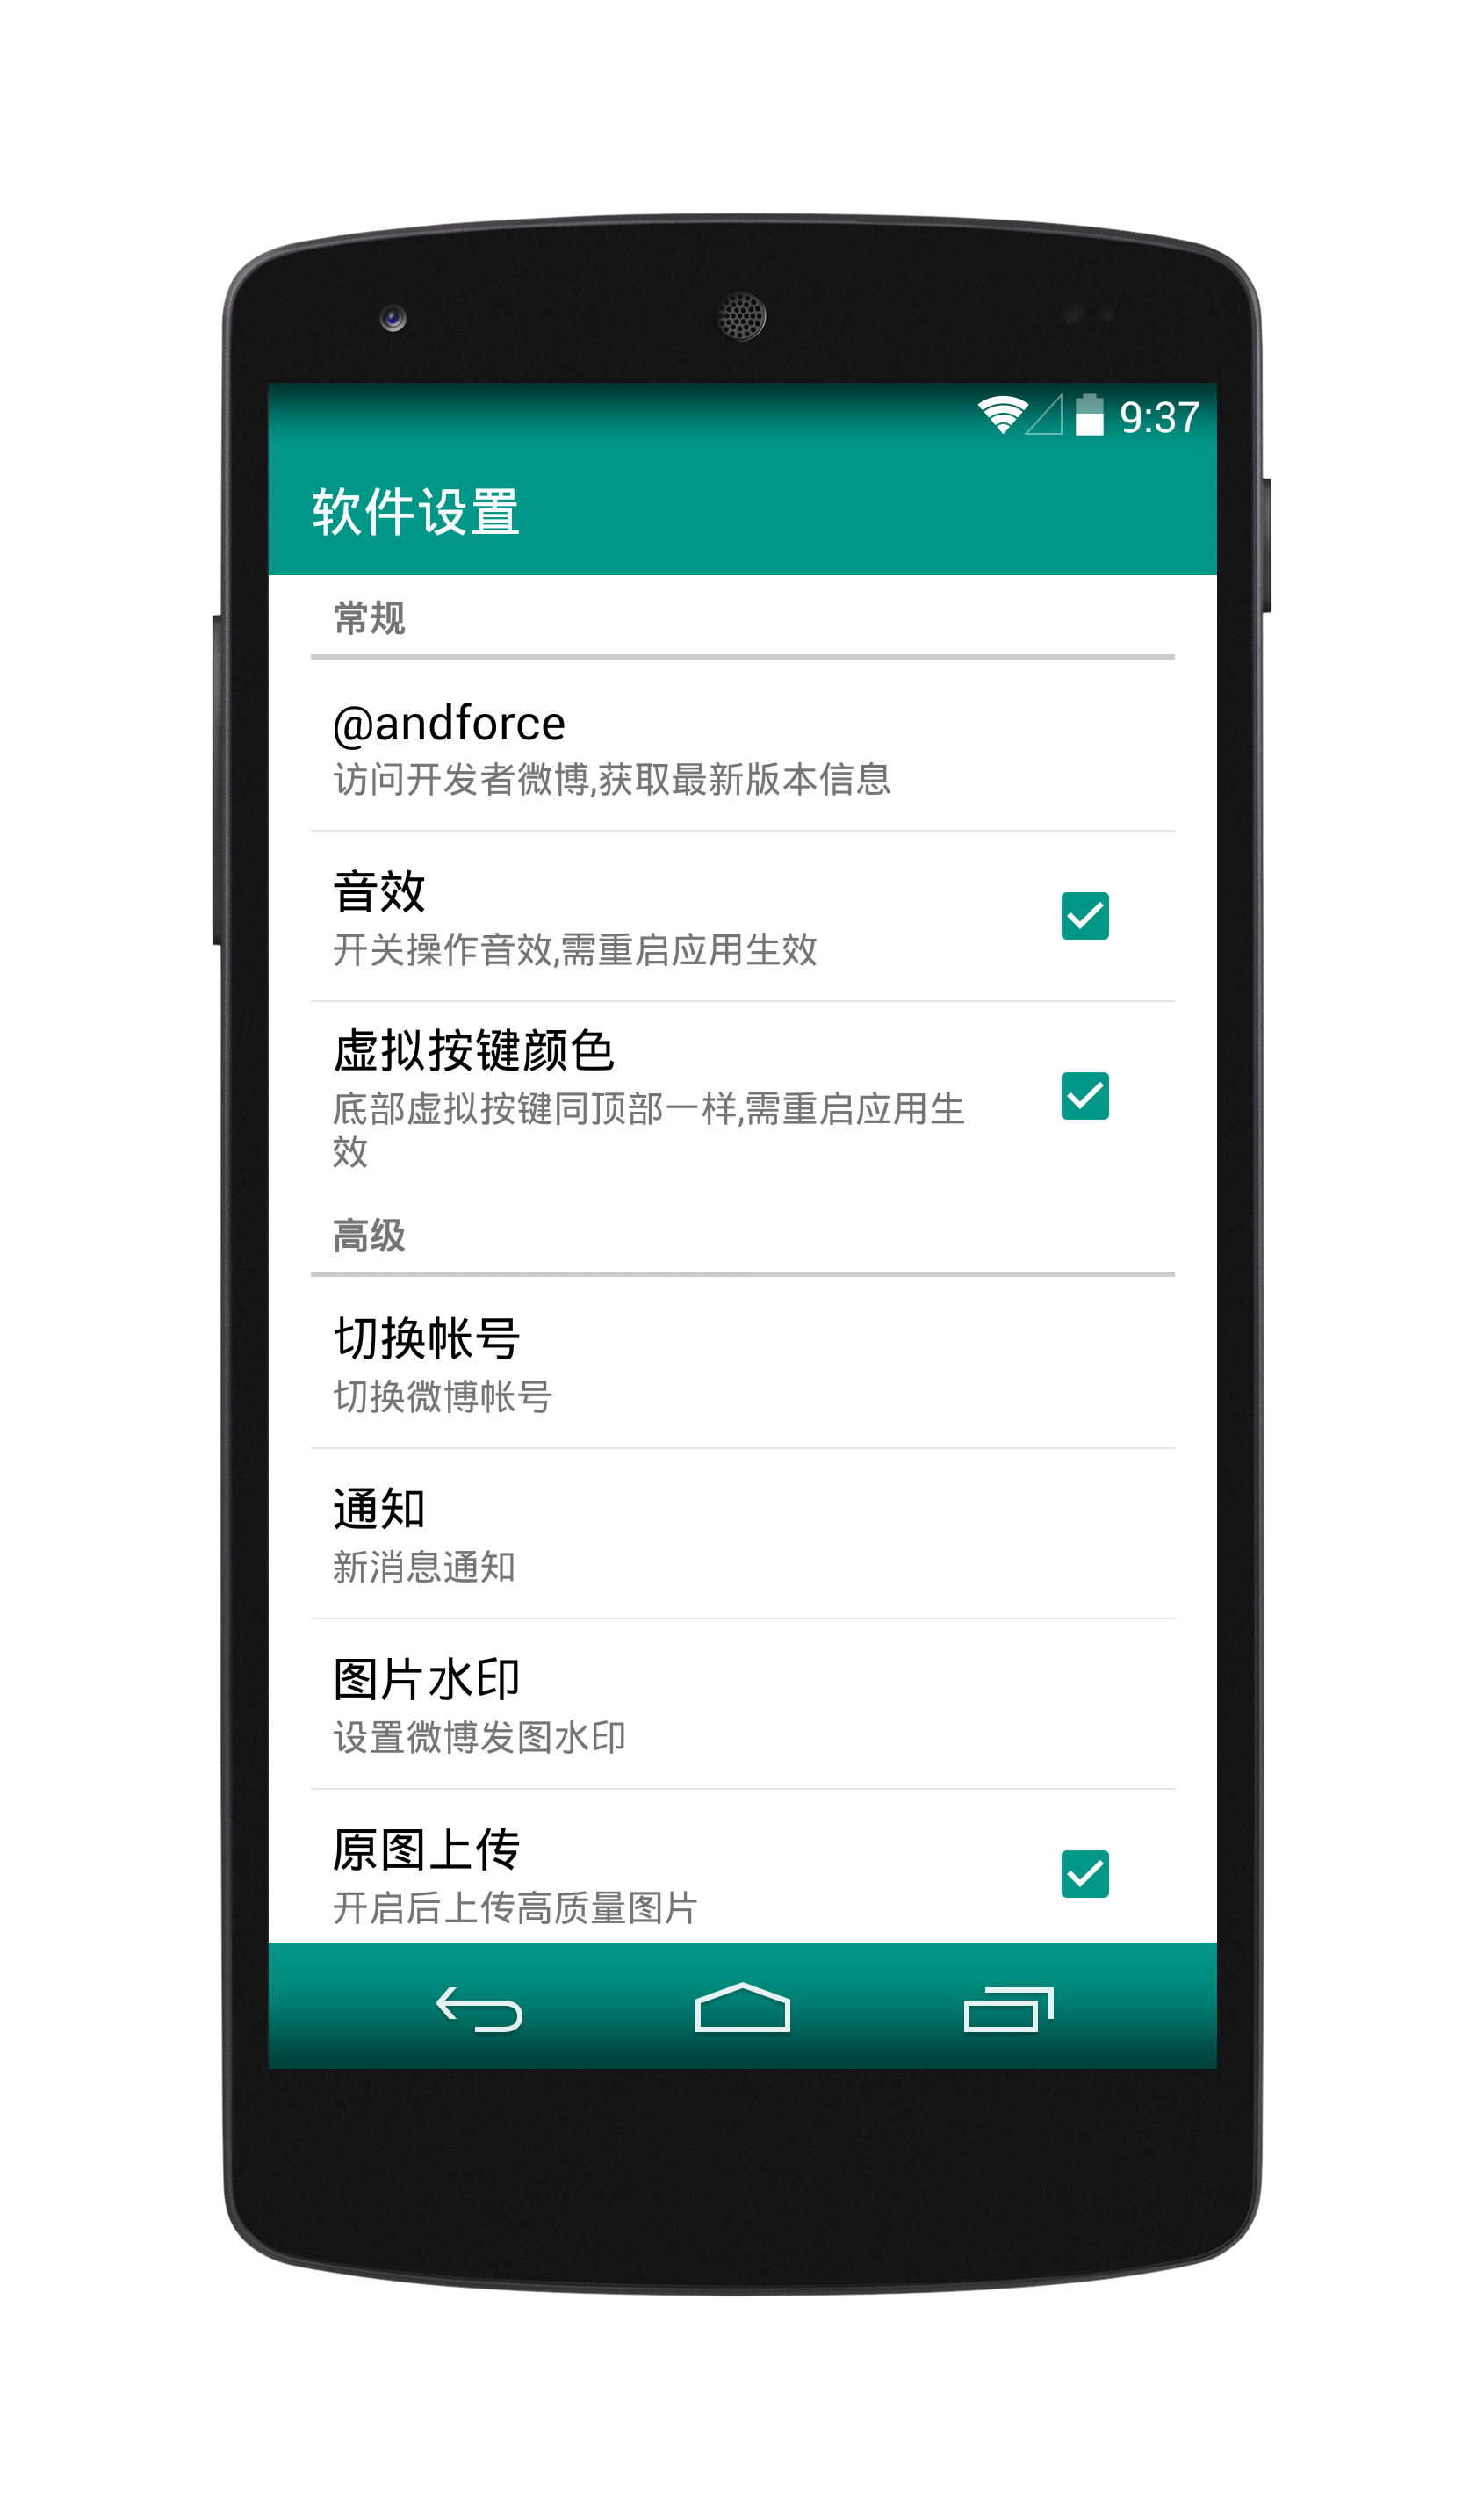 9:37
软件设置
常规
@andforce
访问开发者微博,获取最新版本信息
音效
开关操作音效,需重启应用生效
虚拟按键颜色
底部虚拟按键同顶部一样,需重启应用生
效
高级
切换帐号
切换微博帐号
通知
新消息通知
图片水印
设置微博发图水印
原图上传
开启后上传高质量图片